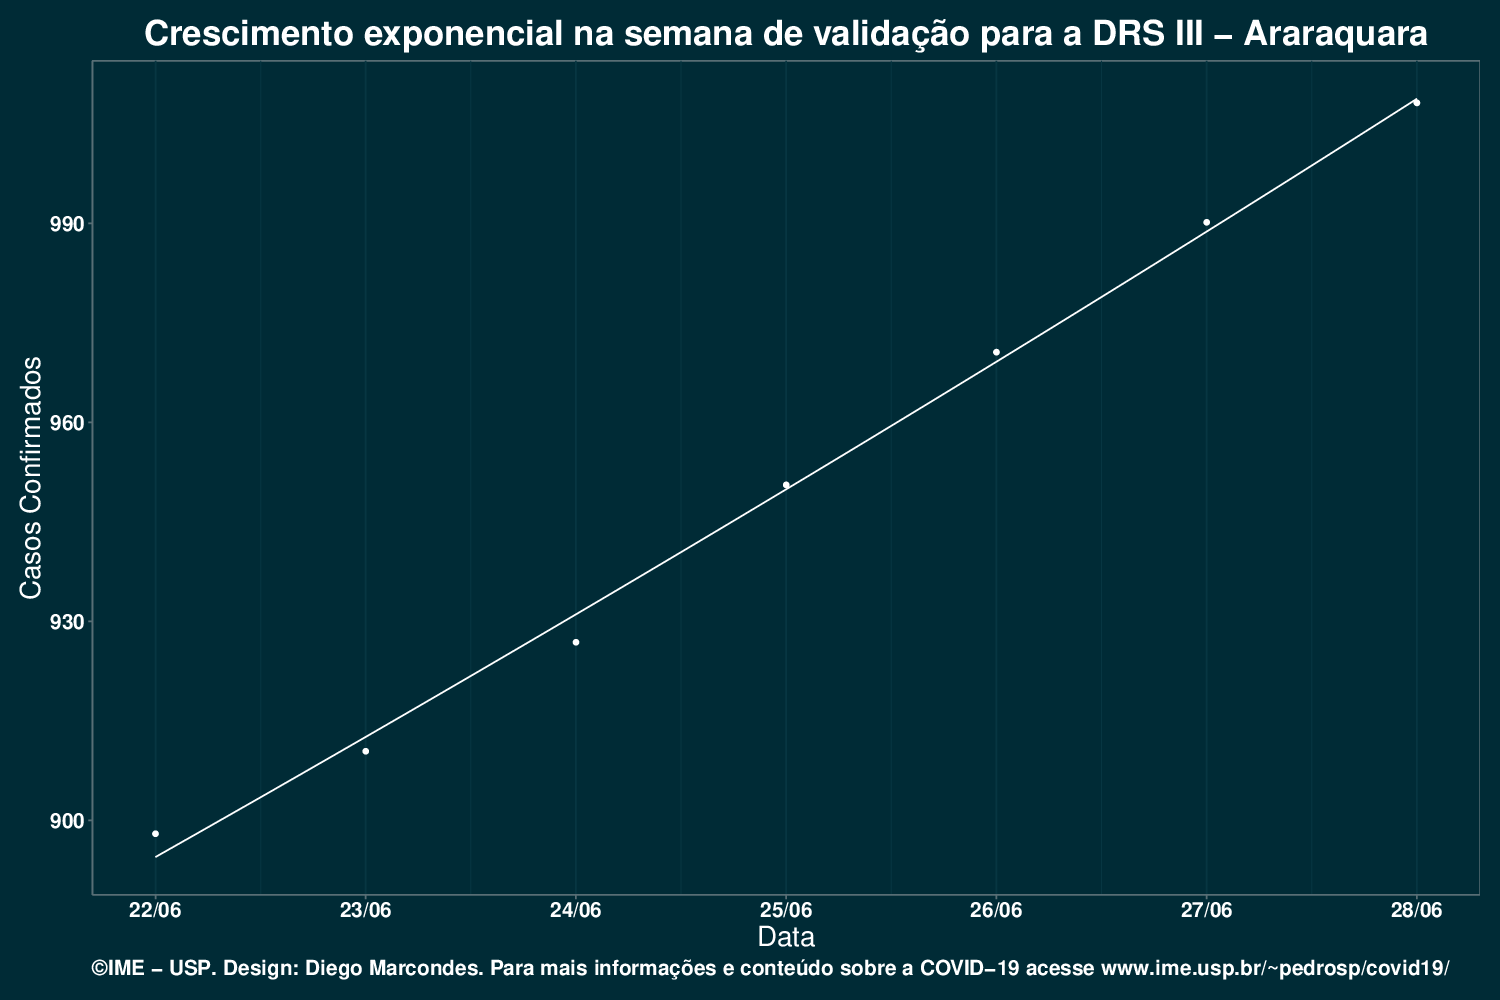 Crescimento exponencial na semana de validação para a DRS III – Araraquara
Casos Confirmados
990
960
930
900
22/06 23/06 24/06 25/06 26/06 27/06 28/06
Data
©IME – USP. Design: Diego Marcondes. Para mais informações e conteúdo sobre a COVID–19 acesse www.ime.usp.br/~pedrosp/covid19/